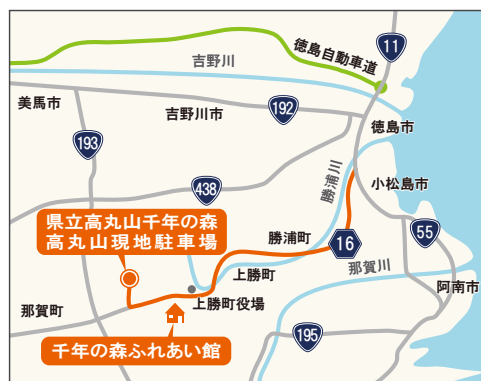 11
徳島自動車道
吉野川
美馬市
吉野川市
192
徳島市
193
勝浦川
小松島市
438
県立高丸山千年の森
高丸山現地駐車場
勝浦町
16
55
上勝町
那賀川
阿南市
上勝町役場
那賀町
195
千年の森ふれあい館